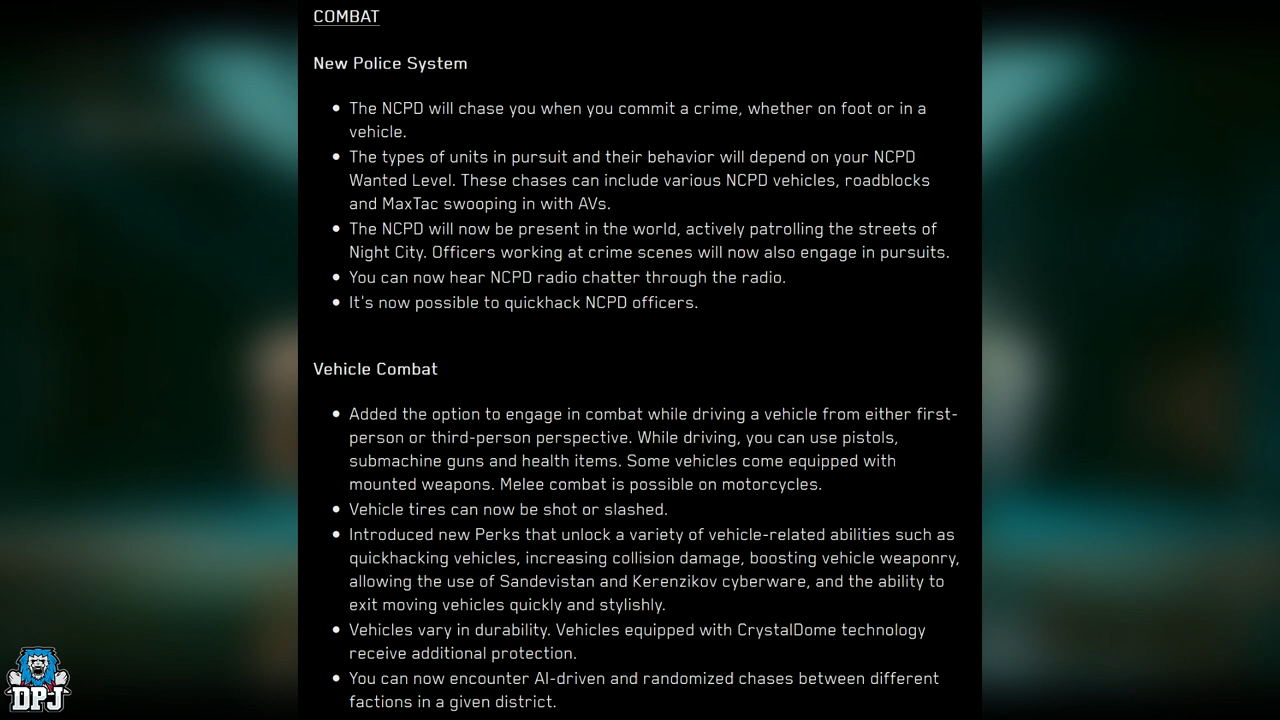 COMBAT
New Police System
• The NCPD will chase you when you commit a crime, whether on foot or in a
vehicle.
• The types of units in pursuit and their behavior will depend on your NCPD
Wanted Level. These chases can include various NCPD vehicles, roadblocks
and MaxTac swooping in with AVs.
• The NCPD will now be present in the world, actively patrolling the streets of
Night City. Officers working at crime scenes will now also engage in pursuits.
• You can now hear NCPD radio chatter through the radio.
• It's now possible to quickhack NCPD officers.
Vehicle Combat
• Added the option to engage in combat while driving a vehicle from either first-
person or third-person perspective. While driving, you can use pistols,
submachine guns and health items. Some vehicles come equipped with
mounted weapons. Melee combat is possible on motorcycles.
• Vehicle tires can now be shot or slashed.
• Introduced new Perks that unlock a variety of vehicle-related abilities such as
quickhacking vehicles, increasing collision damage, boosting vehicle weaponry,
allowing the use of Sandevistan and Kerenzikov cyberware, and the ability to
exit moving vehicles quickly and stylishly.
• Vehicles vary in durability. Vehicles equipped with CrystalDome technology
receive additional protection.
• You can now encounter AI-driven and randomized chases between different
factions in a given district.
DPJ